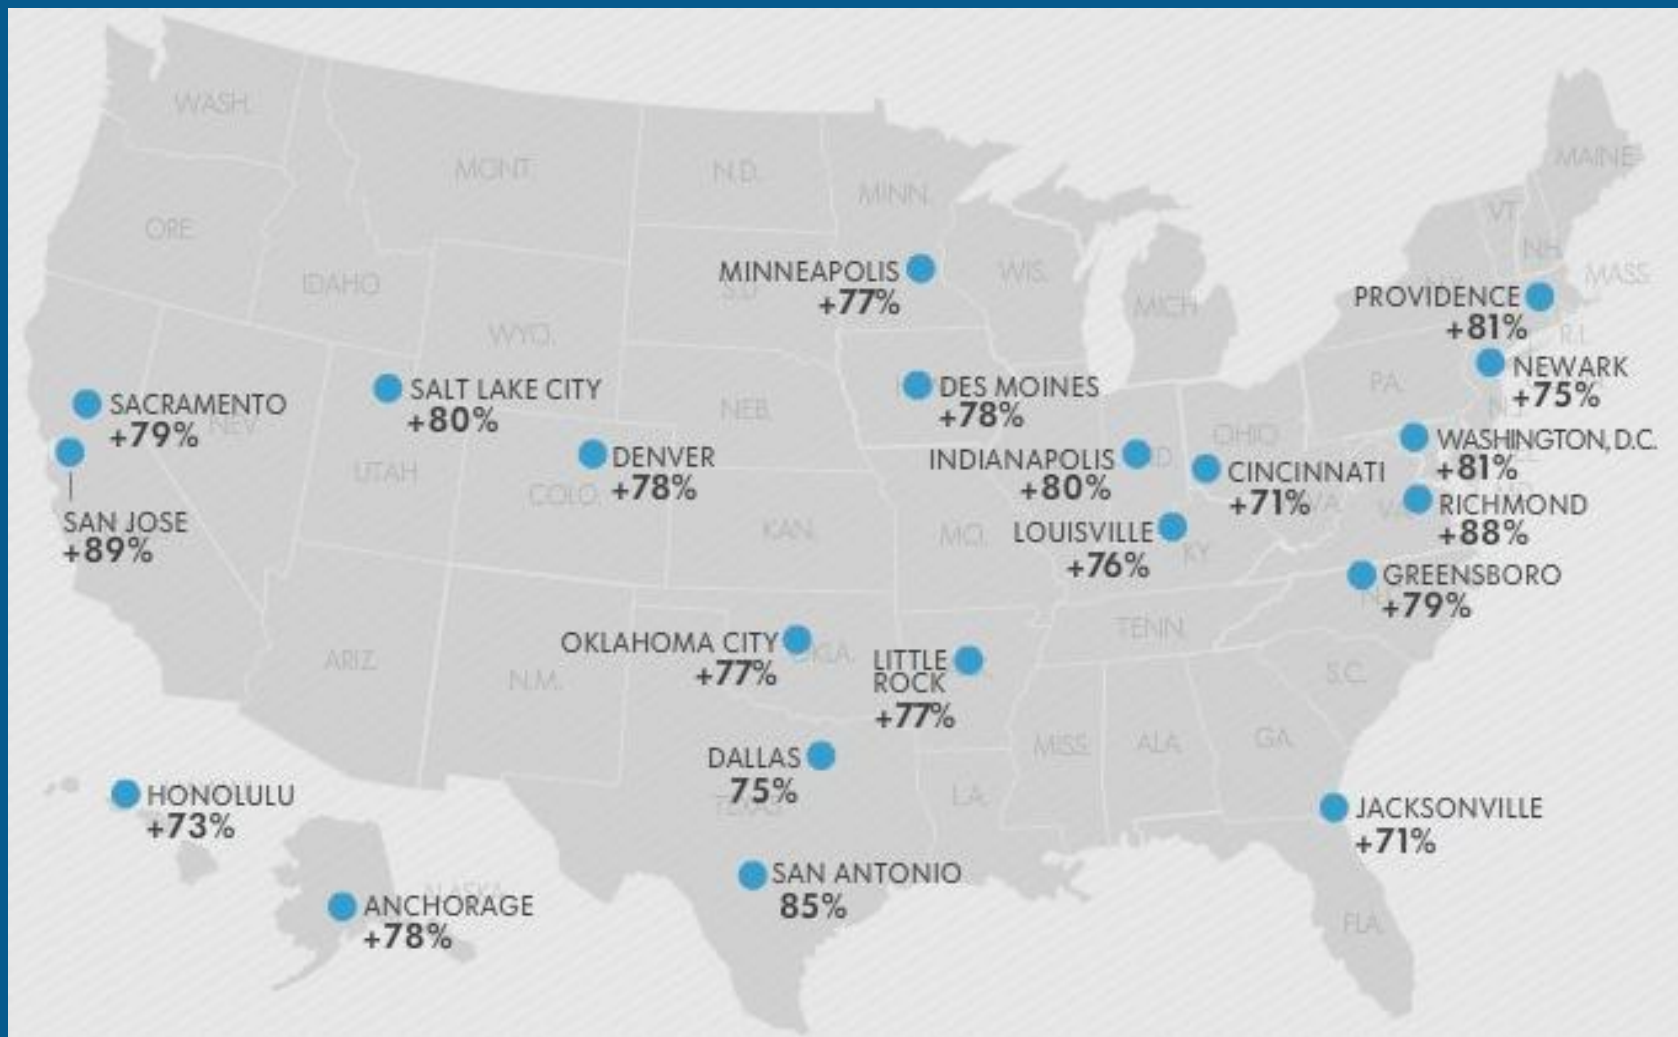 WASH.
MONT.
N.D.
MINN.
MAINE
VT.
ORE.
N.H.
IDAHO
WIS.
MASS.
MINNEAPOLIS
+77%
S.D.
MICH.
PROVIDENCE
+81%
R.I.
WYO.
NEWARK
+75%
SACRAMENTO
+79%
NEV.
SALT LAKE CITY
+80%
NEB.
DES MOINES
+78%
PA.
N.J.
OHIO
WASHINGTON, D.C.
+81%
SAN JOSE
+89%
UTAH
DENVER
+78%
COLO.
INDIANAPOLIS
+80%
IND.
CINCINNATI
+71%
RICHMOND
+88%
VA.
KAN.
MO.
LOUISVILLE
+76%
KY.
GREENSBORO
+79%
ARIZ.
N.M.
OKLAHOMA CITY
+77%
OKLA.
LITTLE
ROCK
+77%
TENN.
S.C.
DALLAS
75%
TEXAS
MISS.
ALA.
GA.
LA.
HONOLULU
+73%
JACKSONVILLE
+71%
ALASKA
ANCHORAGE
+78%
SAN ANTONIO
85%
FLA.